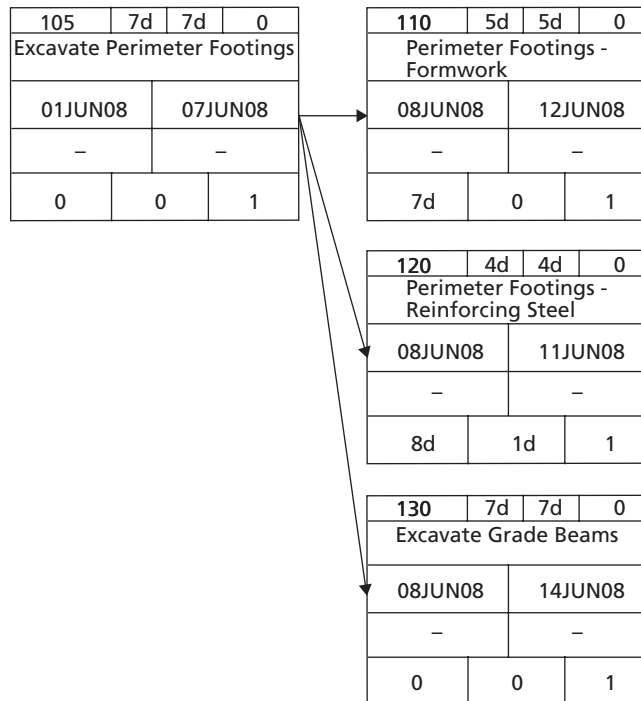 105 7d 7d 0
Excavate Perimeter Footings
01JUN08 07JUN08
– –
0 0 1
110 5d 5d 0
Perimeter Footings -
Formwork
08JUN08 12JUN08
– –
7d 0 1
120 4d 4d 0
Perimeter Footings -
Reinforcing Steel
08JUN08 11JUN08
– –
8d 1d 1
130 7d 7d 0
Excavate Grade Beams
08JUN08 14JUN08
– –
0 0 1